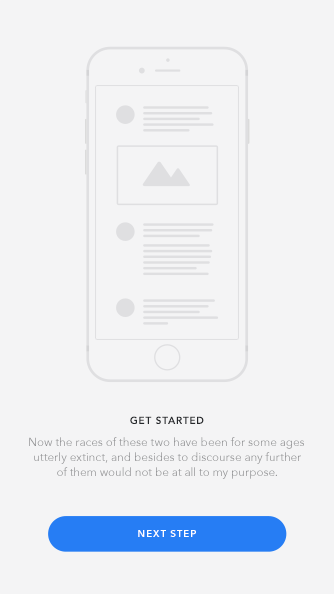 GET STARTED
Now the races of these two have been for some ages
utterly extinct, and besides to discourse any further
of them would not be at all to my purpose.
NEXT STEP